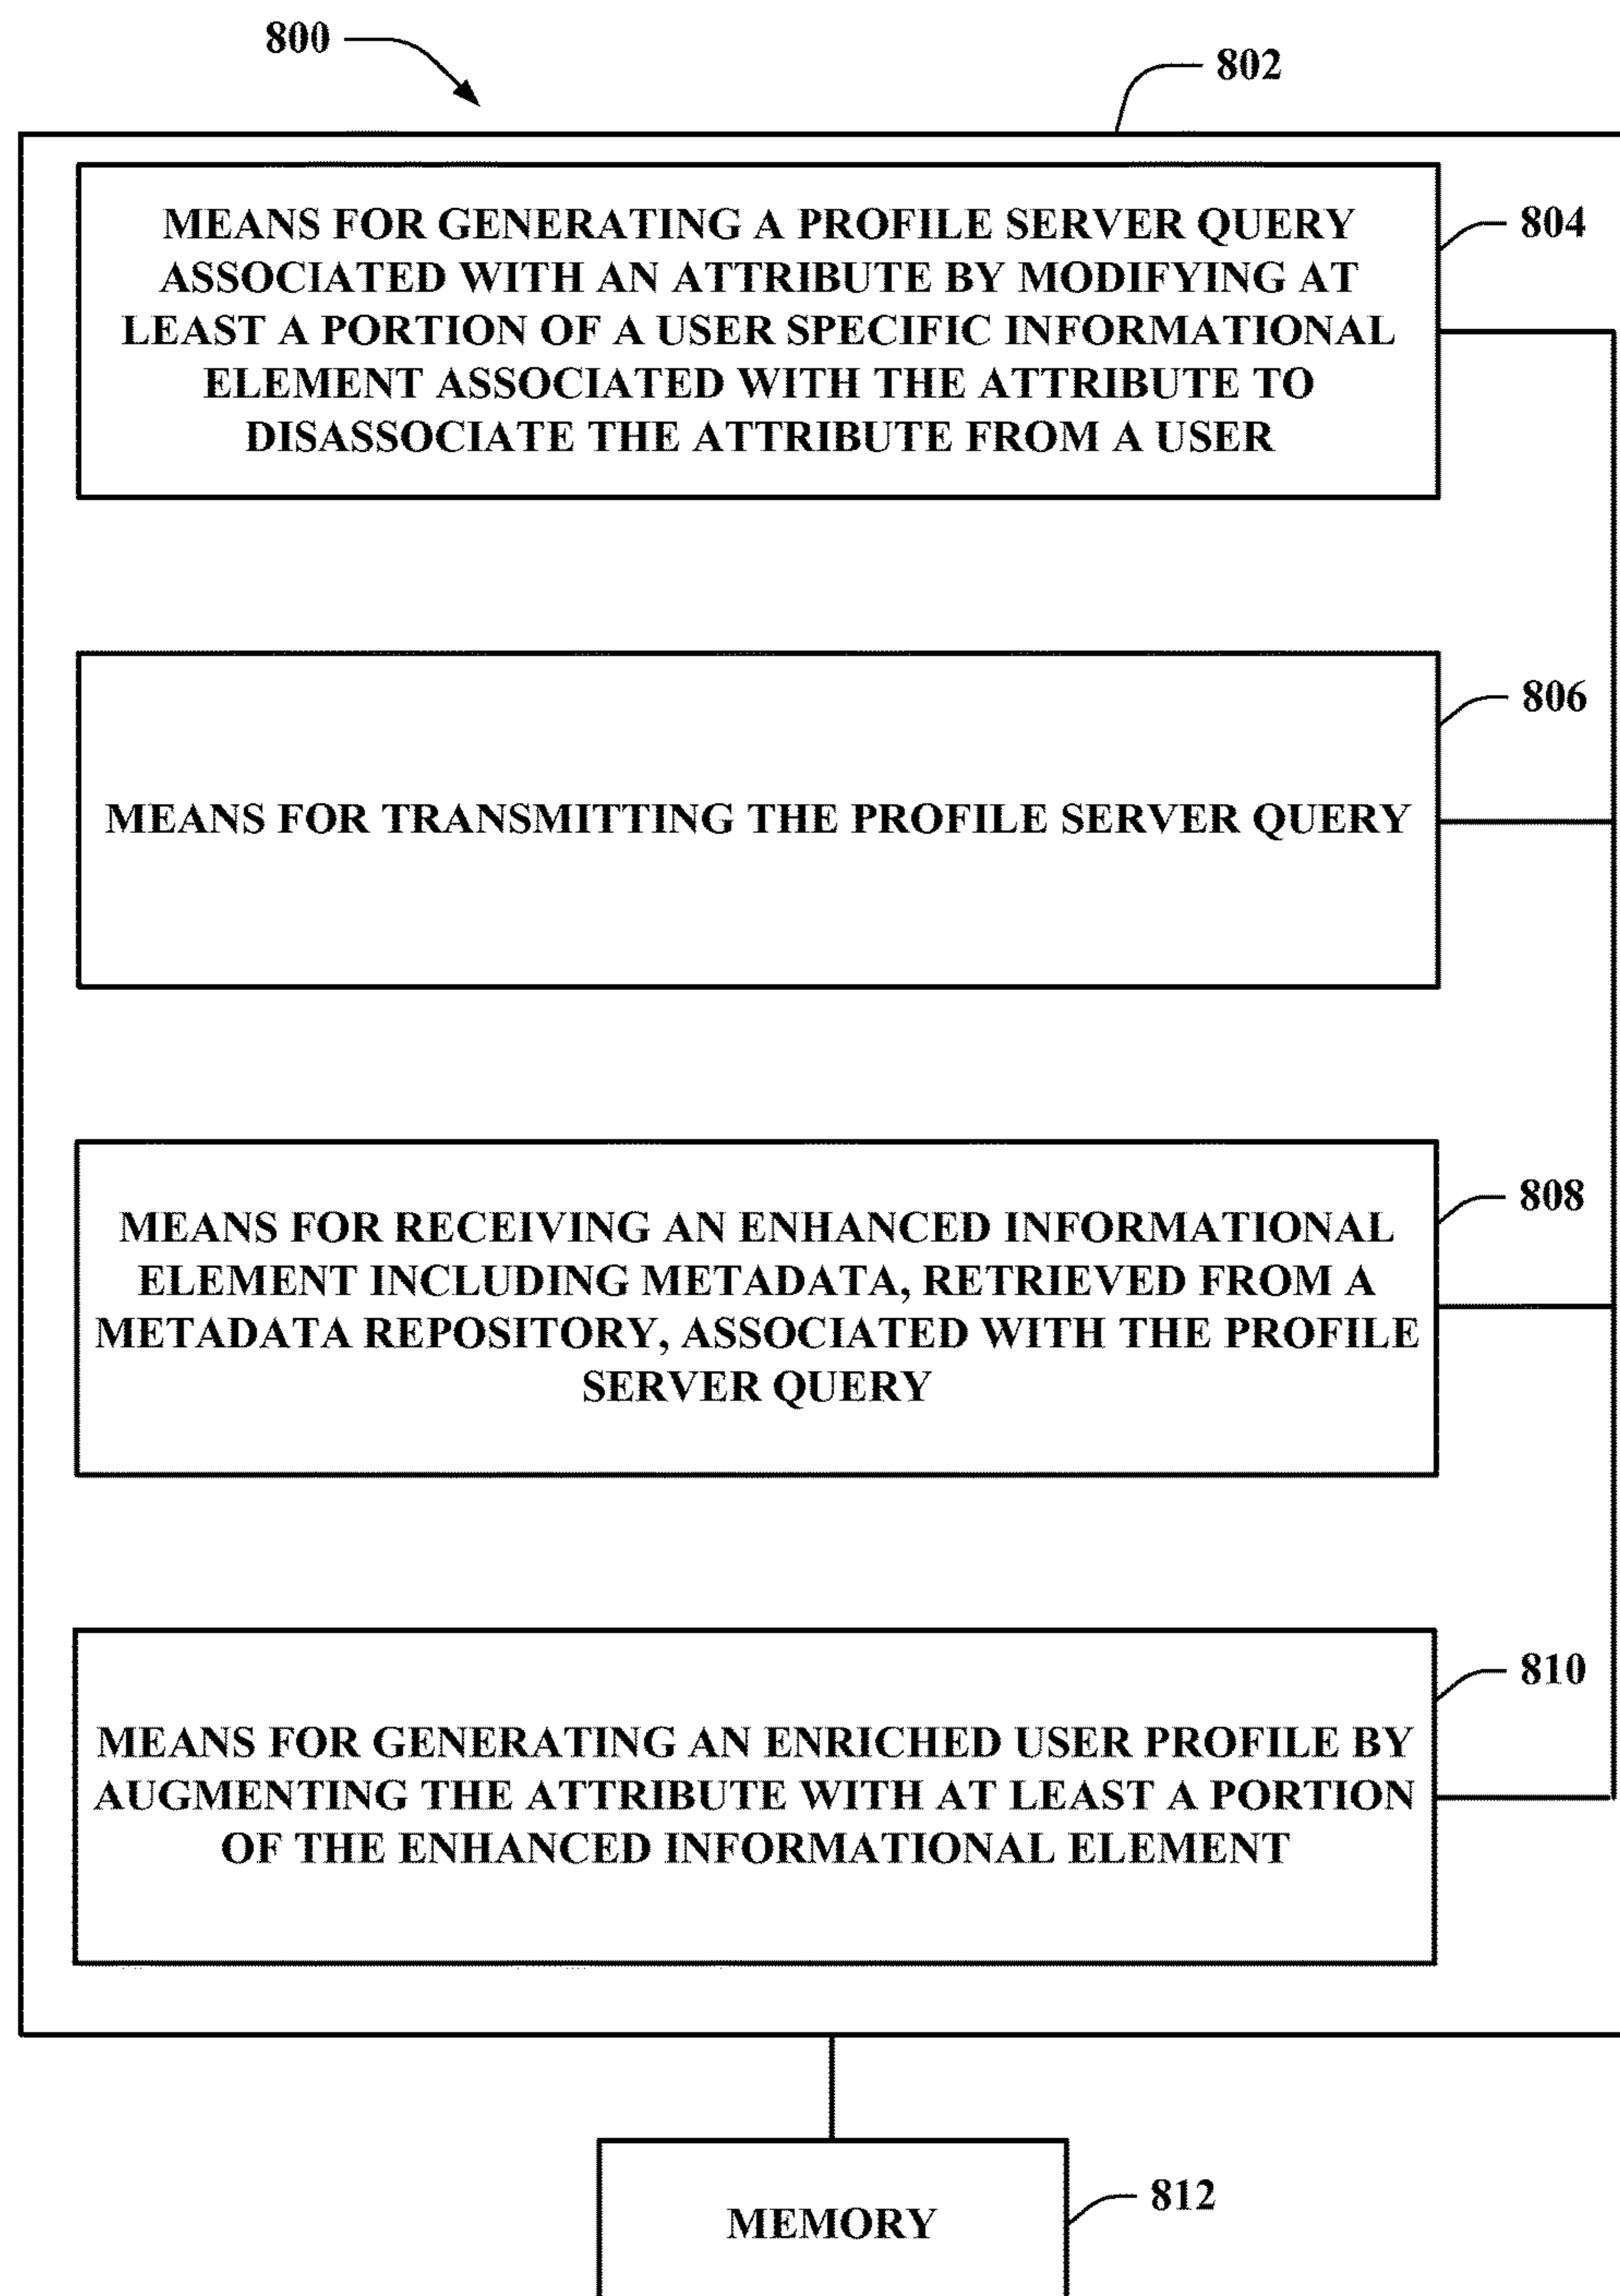 800
802
MEANS FOR GENERATING A PROFILE SERVER QUERY
ASSOCIATED WITH AN ATTRIBUTE BY MODIFYING AT
LEAST A PORTION OF A USER SPECIFIC INFORMATIONAL
ELEMENT ASSOCIATED WITH THE ATTRIBUTE TO
DISASSOCIATE THE ATTRIBUTE FROM A USER
804
MEANS FOR TRANSMITTING THE PROFILE SERVER QUERY
806
MEANS FOR RECEIVING AN ENHANCED INFORMATIONAL
ELEMENT INCLUDING METADATA, RETRIEVED FROM A
METADATA REPOSITORY, ASSOCIATED WITH THE PROFILE
SERVER QUERY
808
MEANS FOR GENERATING AN ENRICHED USER PROFILE BY
AUGMENTING THE ATTRIBUTE WITH AT LEAST A PORTION
OF THE ENHANCED INFORMATIONAL ELEMENT
810
MEMORY
812